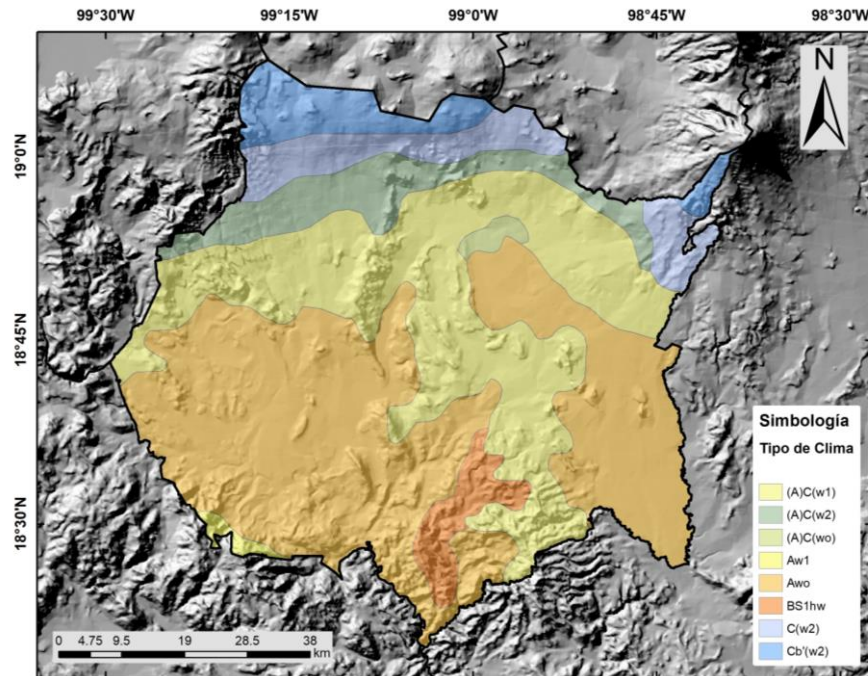 99°30'W 99°15'W 99°0'W 98°45'W 98°30'W
N
19°0'N
18°45'N
18°30'N
Simbología
Tipo de Clima
(A)C(w1)
(A)C(w2)
(A)C(wo)
Aw1
Awo
BS1hw
C(w2)
Cb'(w2)
0 4.75 9.5 19 28.5 38
km